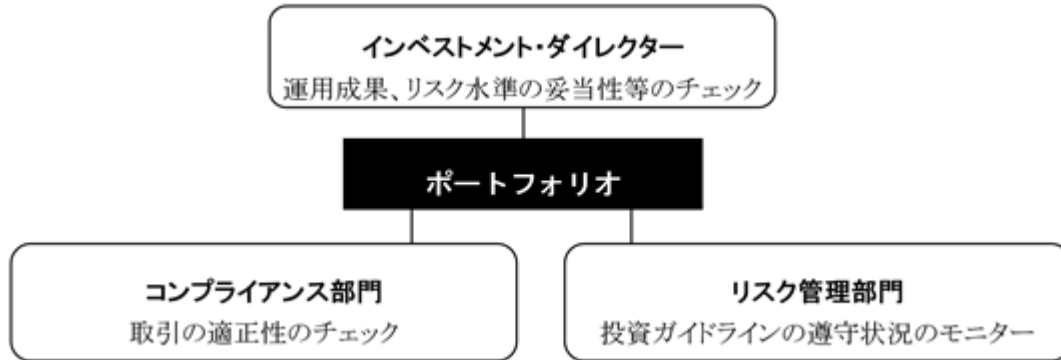 インベストメント・ダイレクター
運用成果、リスク水準の妥当性等のチェック
ポートフォリオ
コンプライアンス部門
取引の適正性のチェック
リスク管理部門
投資ガイドラインの遵守状況のモニター